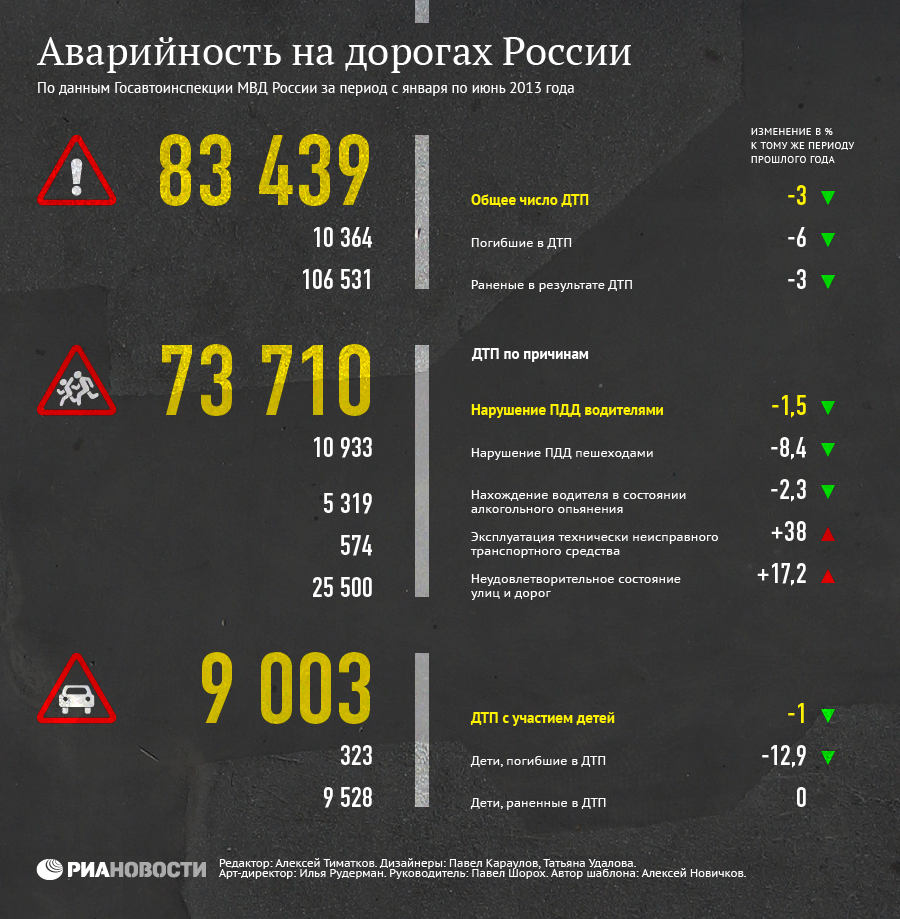 Аварийность на дорогах России
По данным Госавтоинспекции МВД России за период с января по июнь 2013 года
ИЗМЕНЕНИЕ В %
К ТОМУ ЖЕ ПЕРИОДУ
ПРОШЛОГО ГОДА
83 439 Общее число ДТП -3
10 364 Погибшие в ДТП -6
106 531 Раненые в результате ДТП -3
ДТП по причинам
73 710 Нарушение ПДД водителями -1,5
10 933 Нарушение ПДД пешеходами -8,4
5 319 Нахождение водителя в состоянии -2,3
алкогольного опьянения
574 Эксплуатация технически неисправного +38
транспортного средства
25 500 Неудовлетворительное состояние +17,2
улиц и дорог
9 003 ДТП с участием детей -1
323 Дети, погибшие в ДТП -12,9
9 528 Дети, раненные в ДТП 0
РИАНОВОСТИ
Редактор: Алексей Тиматков. Дизайнеры: Павел Караулов, Татьяна Удалова.
Арт-директор: Илья Рудерман. Руководитель: Павел Шорох. Автор шаблона: Алексей Новичков.